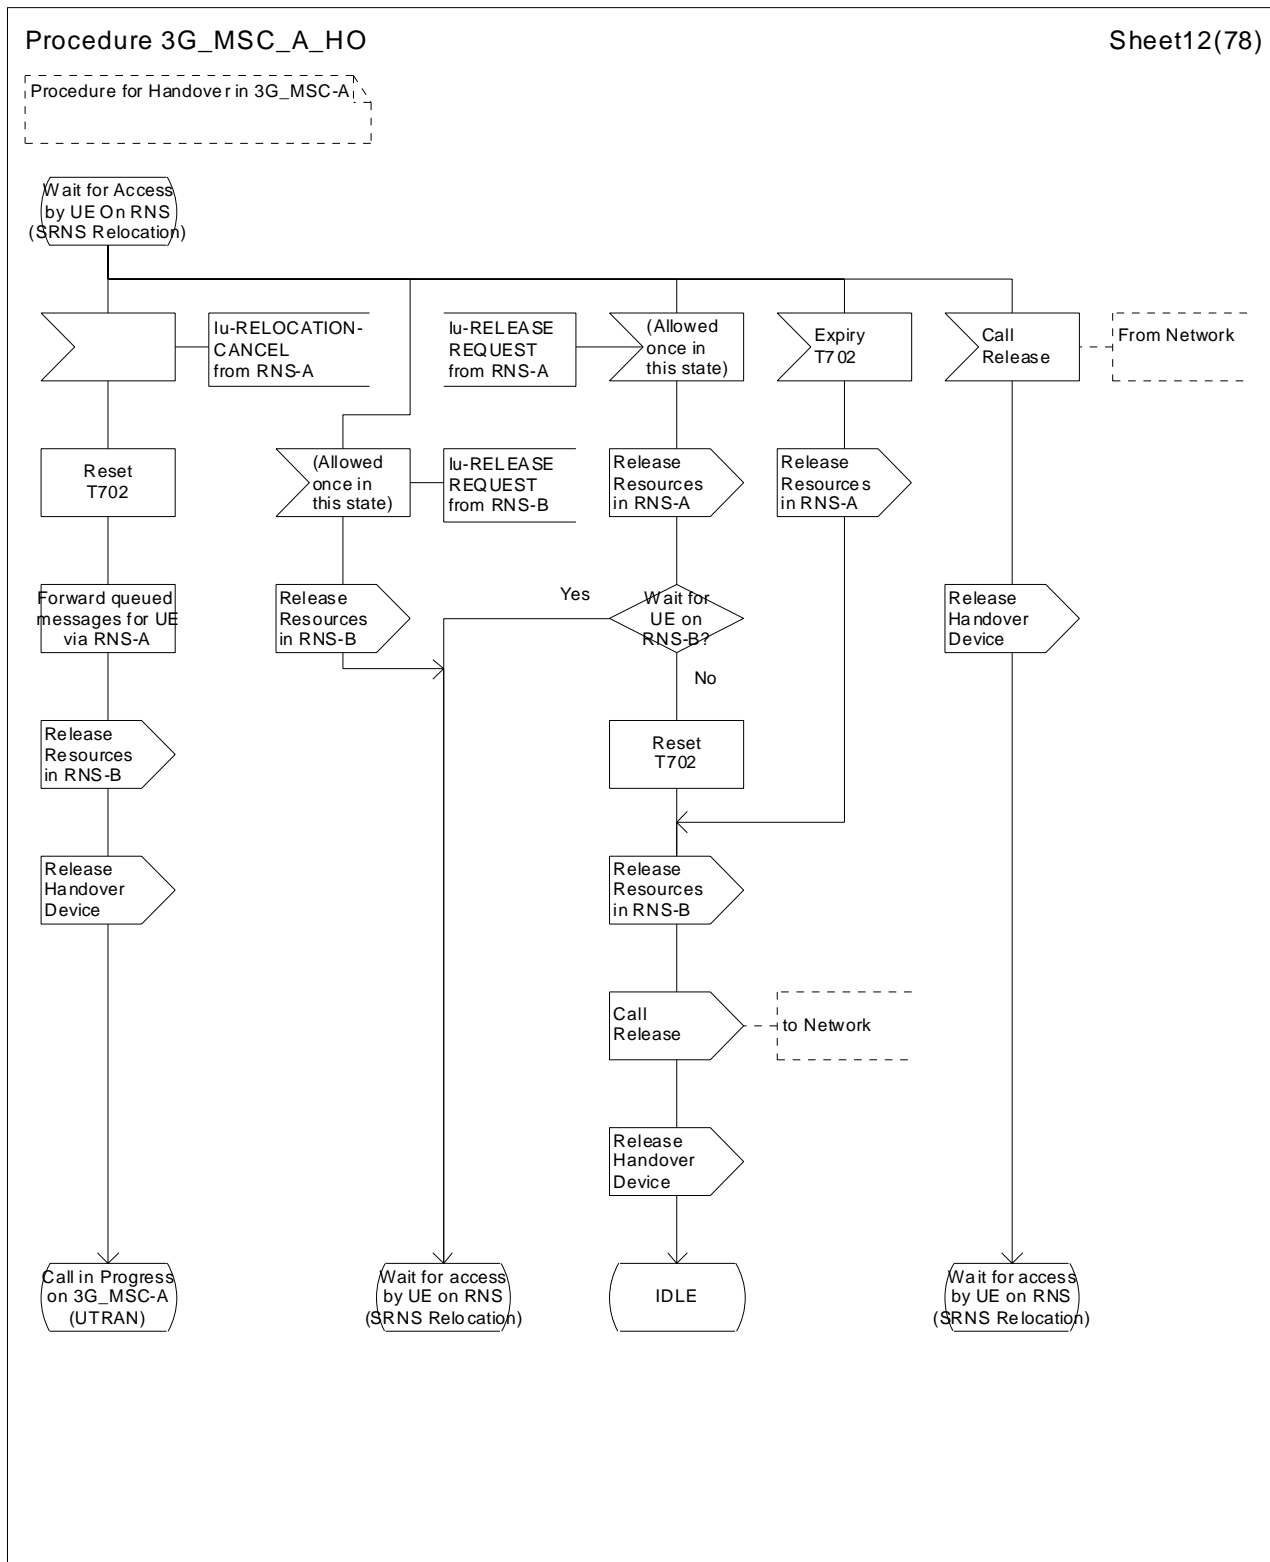 Procedure 3G_MSC_A_HO
Sheet12(78)
Procedure for Handover in 3G_MSC-A
Wait for Access
by UE On RNS
(SRNS Relocation)
Iu-RELOCATION-
CANCEL
from RNS-A
Iu-RELEASE
REQUEST
from RNS-A
(Allowed
once in
this state)
Expiry
T702
Call
Release
From Network
Reset
T702
(Allowed
once in
this state)
Iu-RELEASE
REQUEST
from RNS-B
Release
Resources
in RNS-A
Release
Resources
in RNS-A
Forward queued
messages for UE
via RNS-A
Release
Resources
in RNS-B
Yes
Wait for
UE on
RNS-B?
No
Release
Handover
Device
Release
Resources
in RNS-B
Reset
T702
Release
Handover
Device
Release
Resources
in RNS-B
Call
Release
to Network
Release
Handover
Device
Call in Progress
on 3G_MSC-A
(UTRAN)
Wait for access
by UE on RNS
(SRNS Relocation)
IDLE
Wait for access
by UE on RNS
(SRNS Relocation)